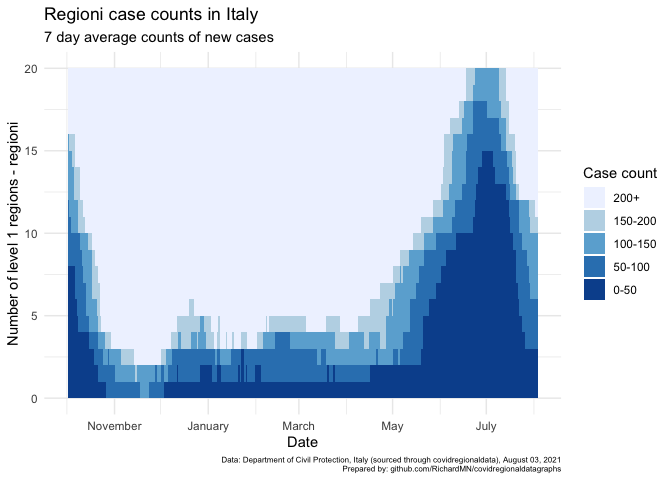 Regioni case counts in Italy
7 day average counts of new cases
Number of level 1 regions - regioni
20
15
10
5
0
November
January
March
May
July
Date
Case count
200+
150-200
100-150
50-100
0-50
Data: Department of Civil Protection, Italy (sourced through covidregionaldata), August 03, 2021
Prepared by: github.com/RichardMN/covidregionaldatagraphs